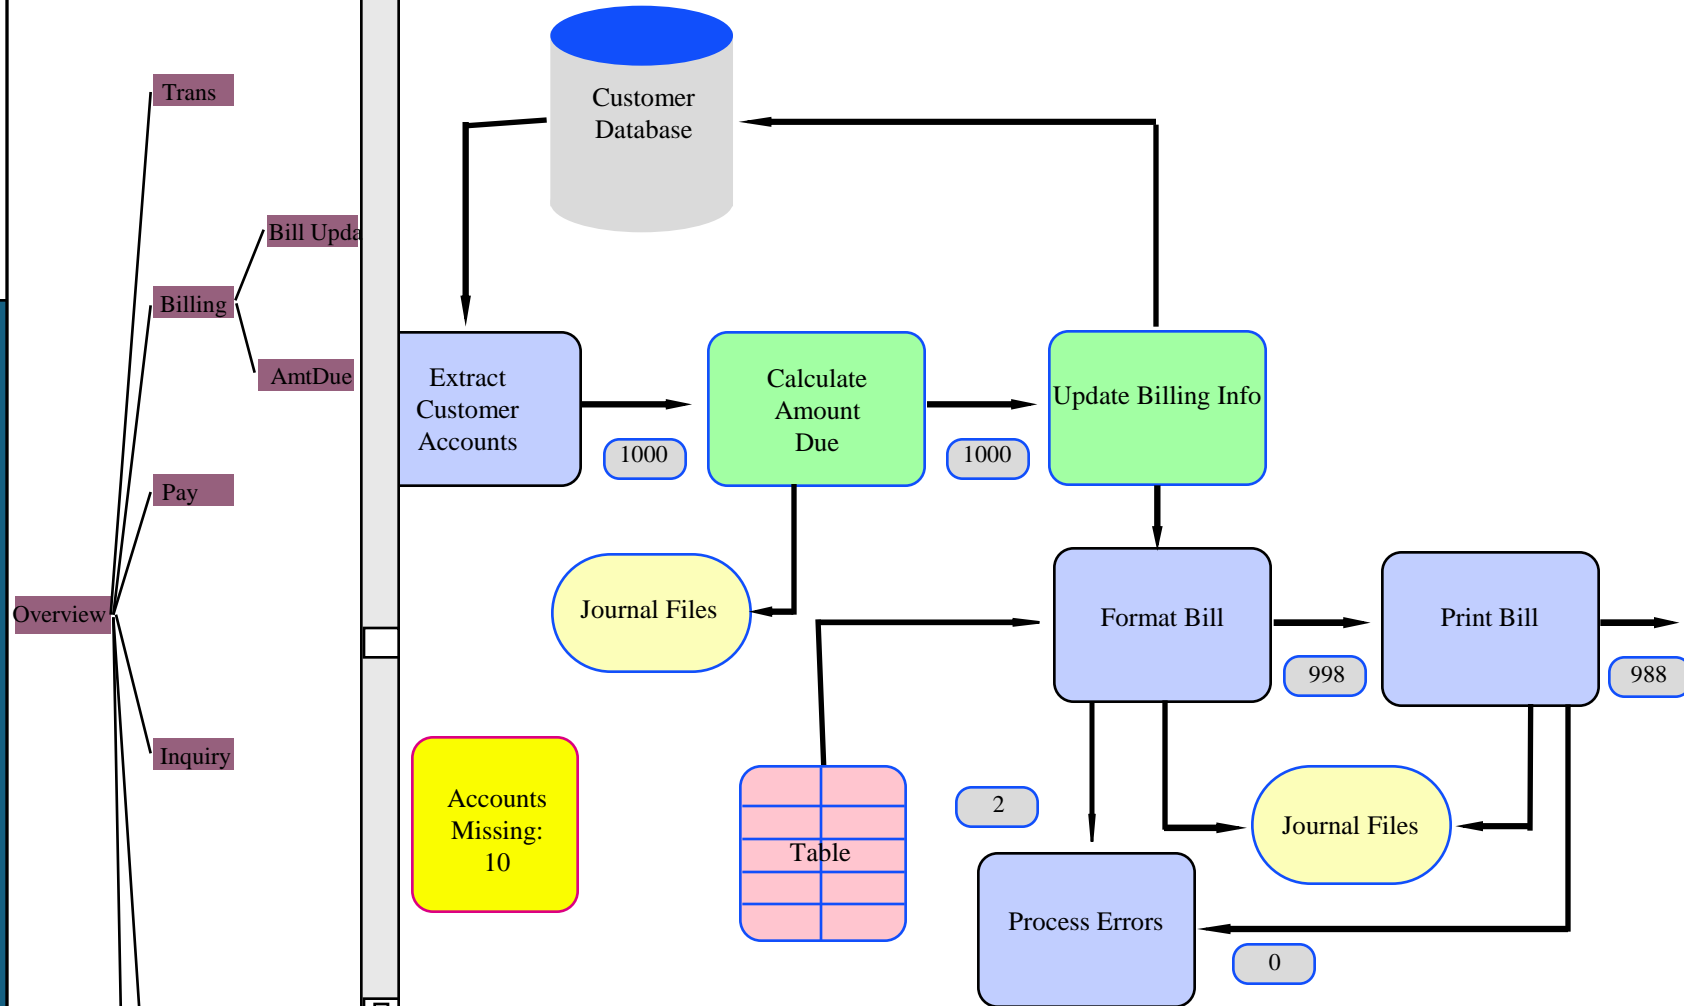 Trans
Bill Upda
Billing
AmtDue
Pay
Overview
Inquiry
Customer
Database
Extract
Customer
Accounts
1000
Calculate
Amount
Due
1000
Update Billing Info
Journal Files
Format Bill
998
Print Bill
988
Accounts
Missing:
10
Table
2
Journal Files
Process Errors
0